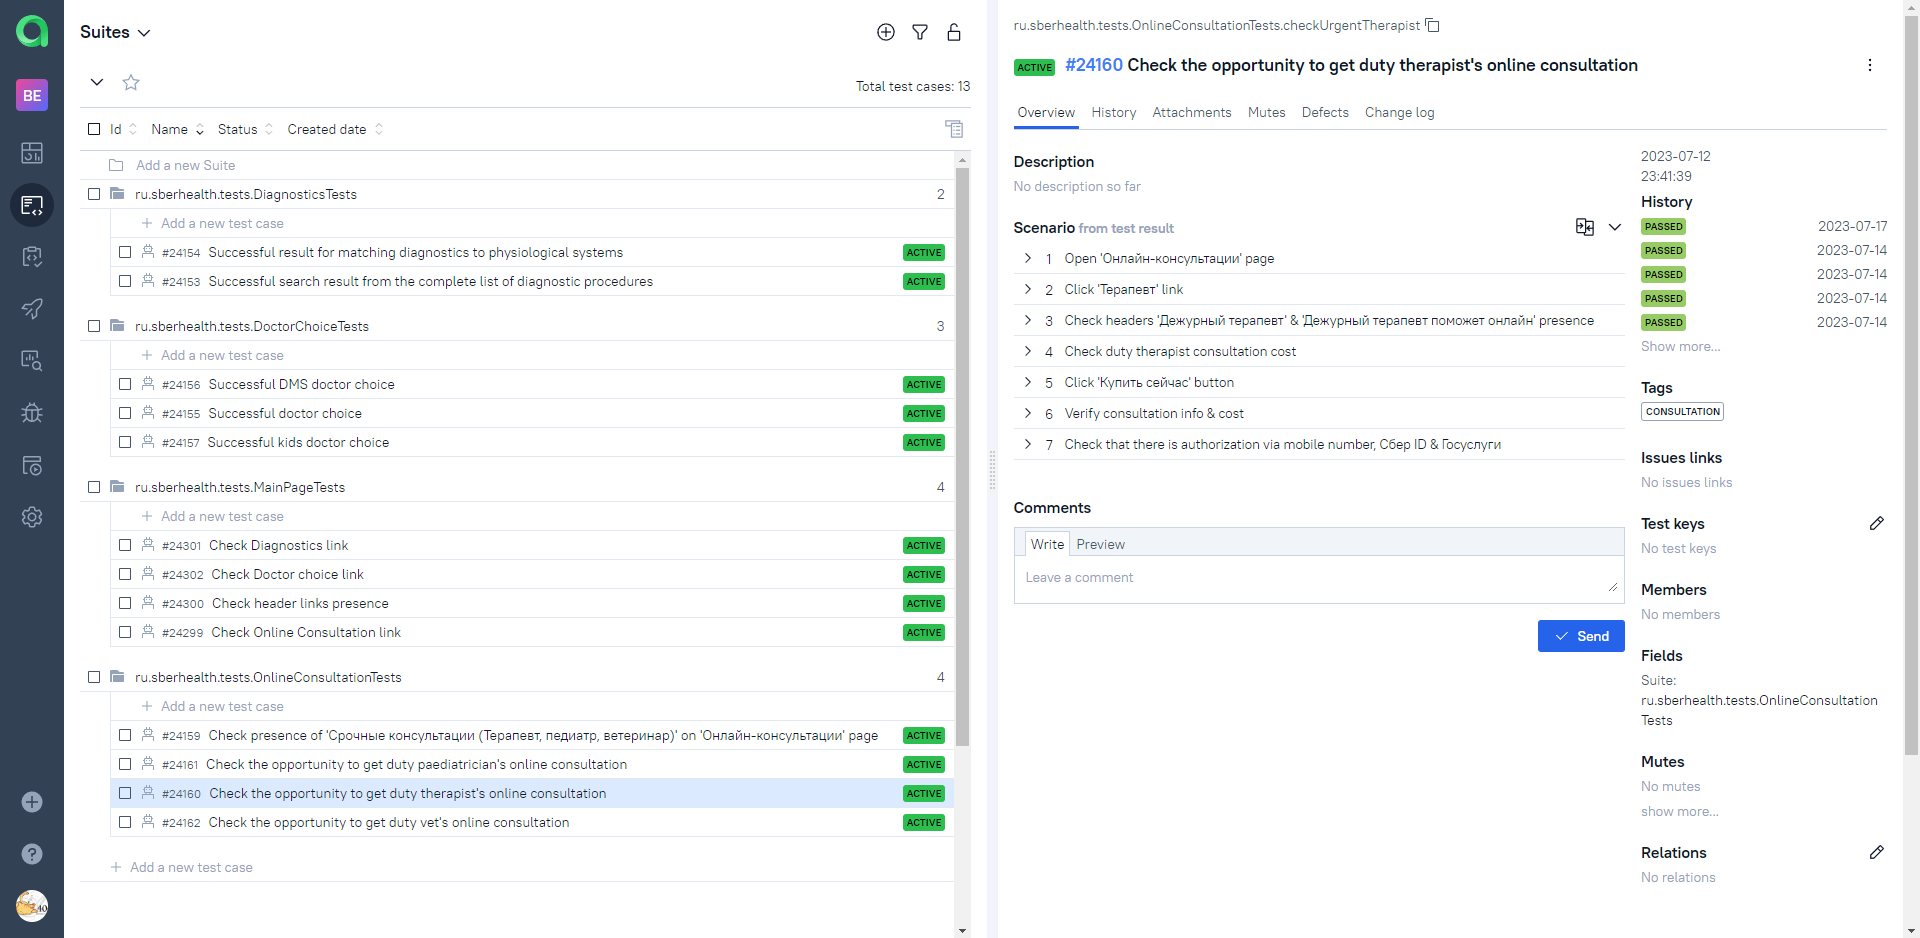 BE
Suites
Total test cases: 13
Id Name Status Created date
Add a new Suite
ru.sberhealth.tests.DiagnosticsTests 2
Add a new test case
#24154 Successful result for matching diagnostics to physiological systems ACTIVE
#24153 Successful search result from the complete list of diagnostic procedures ACTIVE
ru.sberhealth.tests.DoctorChoiceTests 3
Add a new test case
#24156 Successful DMS doctor choice ACTIVE
#24155 Successful doctor choice ACTIVE
#24157 Successful kids doctor choice ACTIVE
ru.sberhealth.tests.MainPageTests 4
Add a new test case
#24301 Check Diagnostics link ACTIVE
#24302 Check Doctor choice link ACTIVE
#24300 Check header links presence ACTIVE
#24299 Check Online Consultation link ACTIVE
ru.sberhealth.tests.OnlineConsultationTests 4
Add a new test case
#24159 Check presence of 'Срочные консультации (Терапевт, педиатр, ветеринар)' on 'Онлайн-консультации' page ACTIVE
#24161 Check the opportunity to get duty paediatrician's online consultation ACTIVE
#24160 Check the opportunity to get duty therapist's online consultation ACTIVE
#24162 Check the opportunity to get duty vet's online consultation ACTIVE
Add a new test case
ru.sberhealth.tests.OnlineConsultationTests.checkUrgentTherapist
ACTIVE #24160 Check the opportunity to get duty therapist's online consultation
Overview History Attachments Mutes Defects Change log
Description
No description so far
Scenario from test result
1 Open 'Онлайн-консультации' page
2 Click 'Терапевт' link
3 Check headers 'Дежурный терапевт' & 'Дежурный терапевт поможет онлайн' presence
4 Check duty therapist consultation cost
5 Click 'Купить сейчас' button
6 Verify consultation info & cost
7 Check that there is authorization via mobile number, Сбер ID & Госуслуги
Comments
Write Preview
Leave a comment
Send
2023-07-12
23:41:39
History
PASSED 2023-07-17
PASSED 2023-07-14
PASSED 2023-07-14
PASSED 2023-07-14
PASSED 2023-07-14
Show more...
Tags
CONSULTATION
Issues links
No issues links
Test keys
No test keys
Members
No members
Fields
Suite:
ru.sberhealth.tests.OnlineConsultation
Tests
Mutes
No mutes
show more...
Relations
No relations